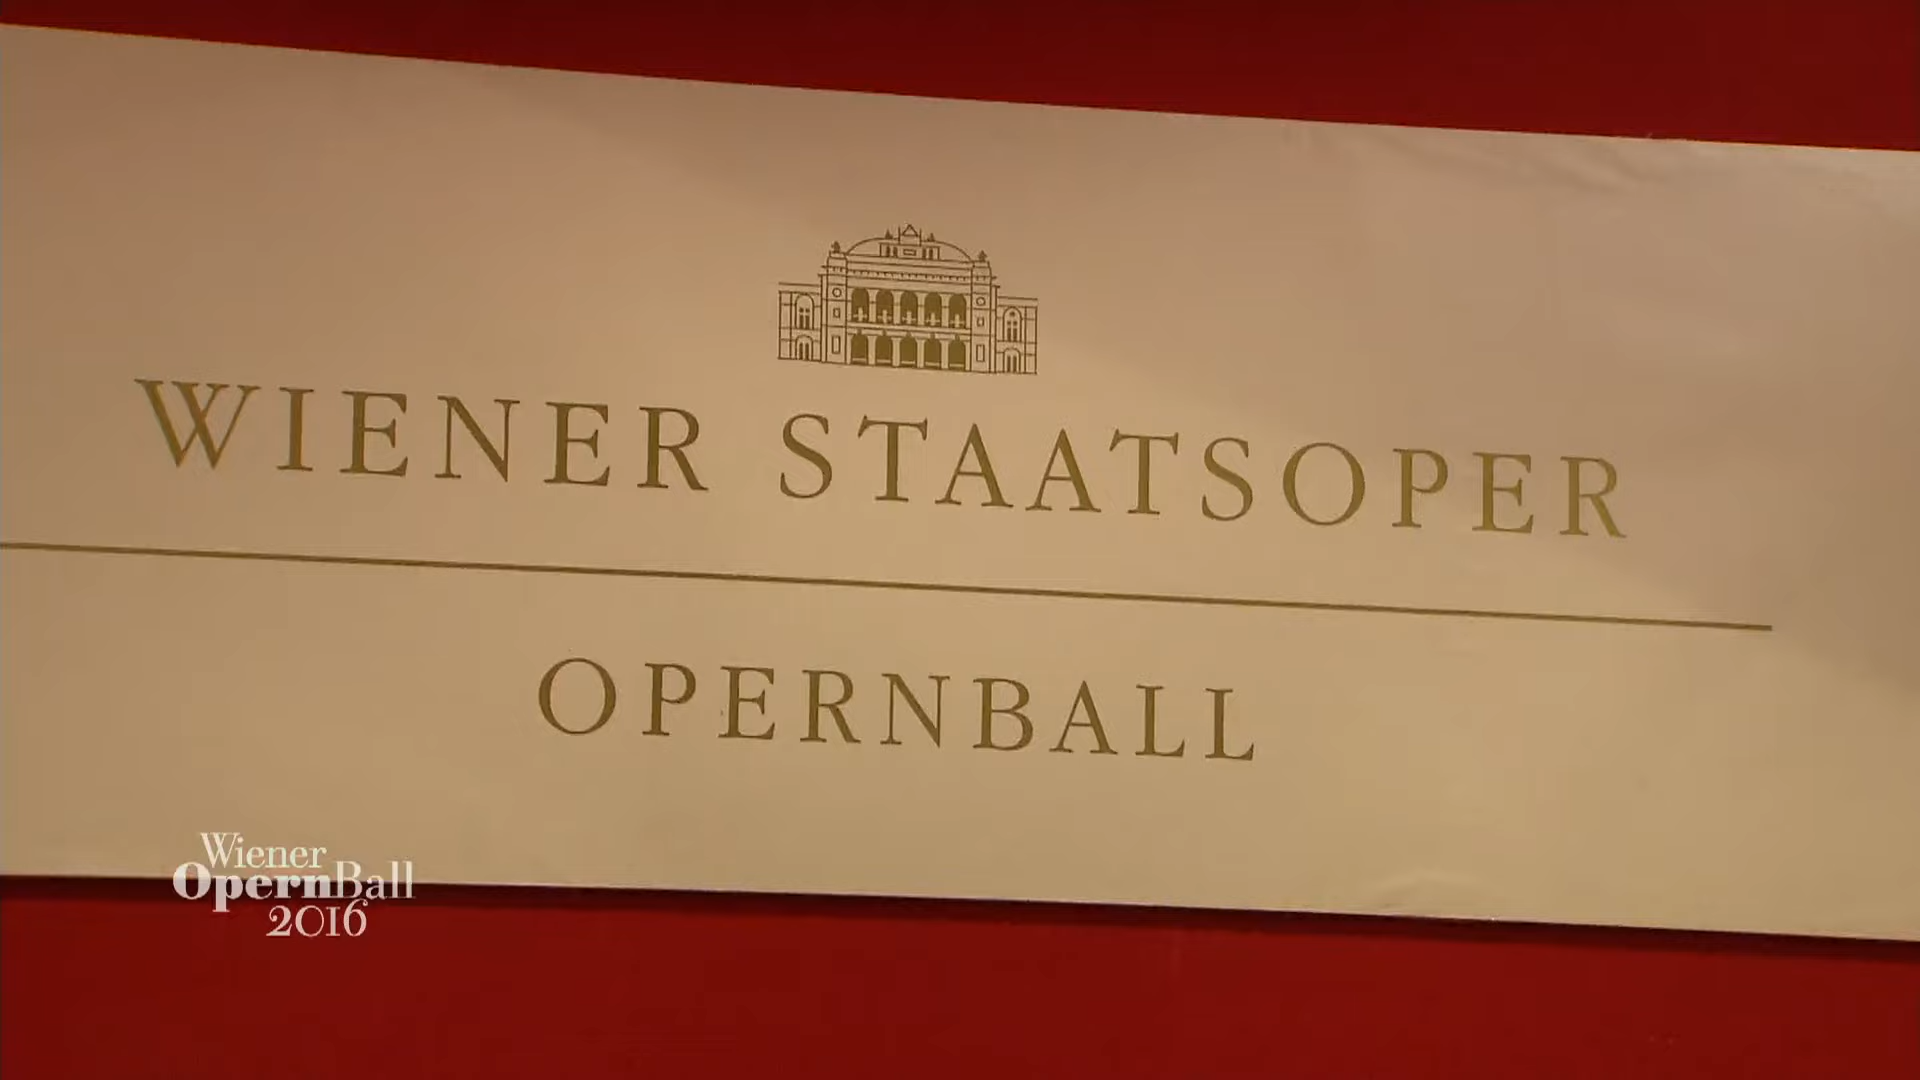 WIENER STAATSOPER
OPERNBALL
Wiener
OpernBall
2016